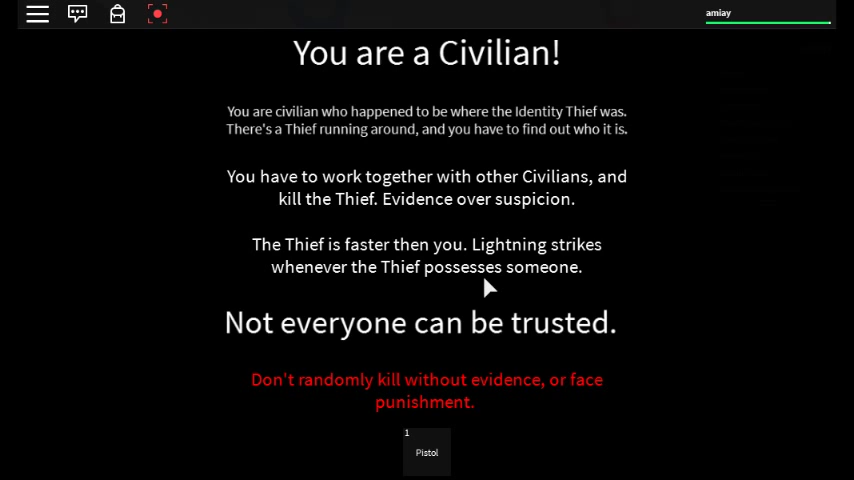 amiay
You are a Civilian!
You are civilian who happened to be where the Identity Thief was.
There's a Thief running around, and you have to find out who it is.
You have to work together with other Civilians, and
kill the Thief. Evidence over suspicion.
The Thief is faster then you. Lightning strikes
whenever the Thief possesses someone.
Not everyone can be trusted.
Don't randomly kill without evidence, or face
punishment.
1
Pistol